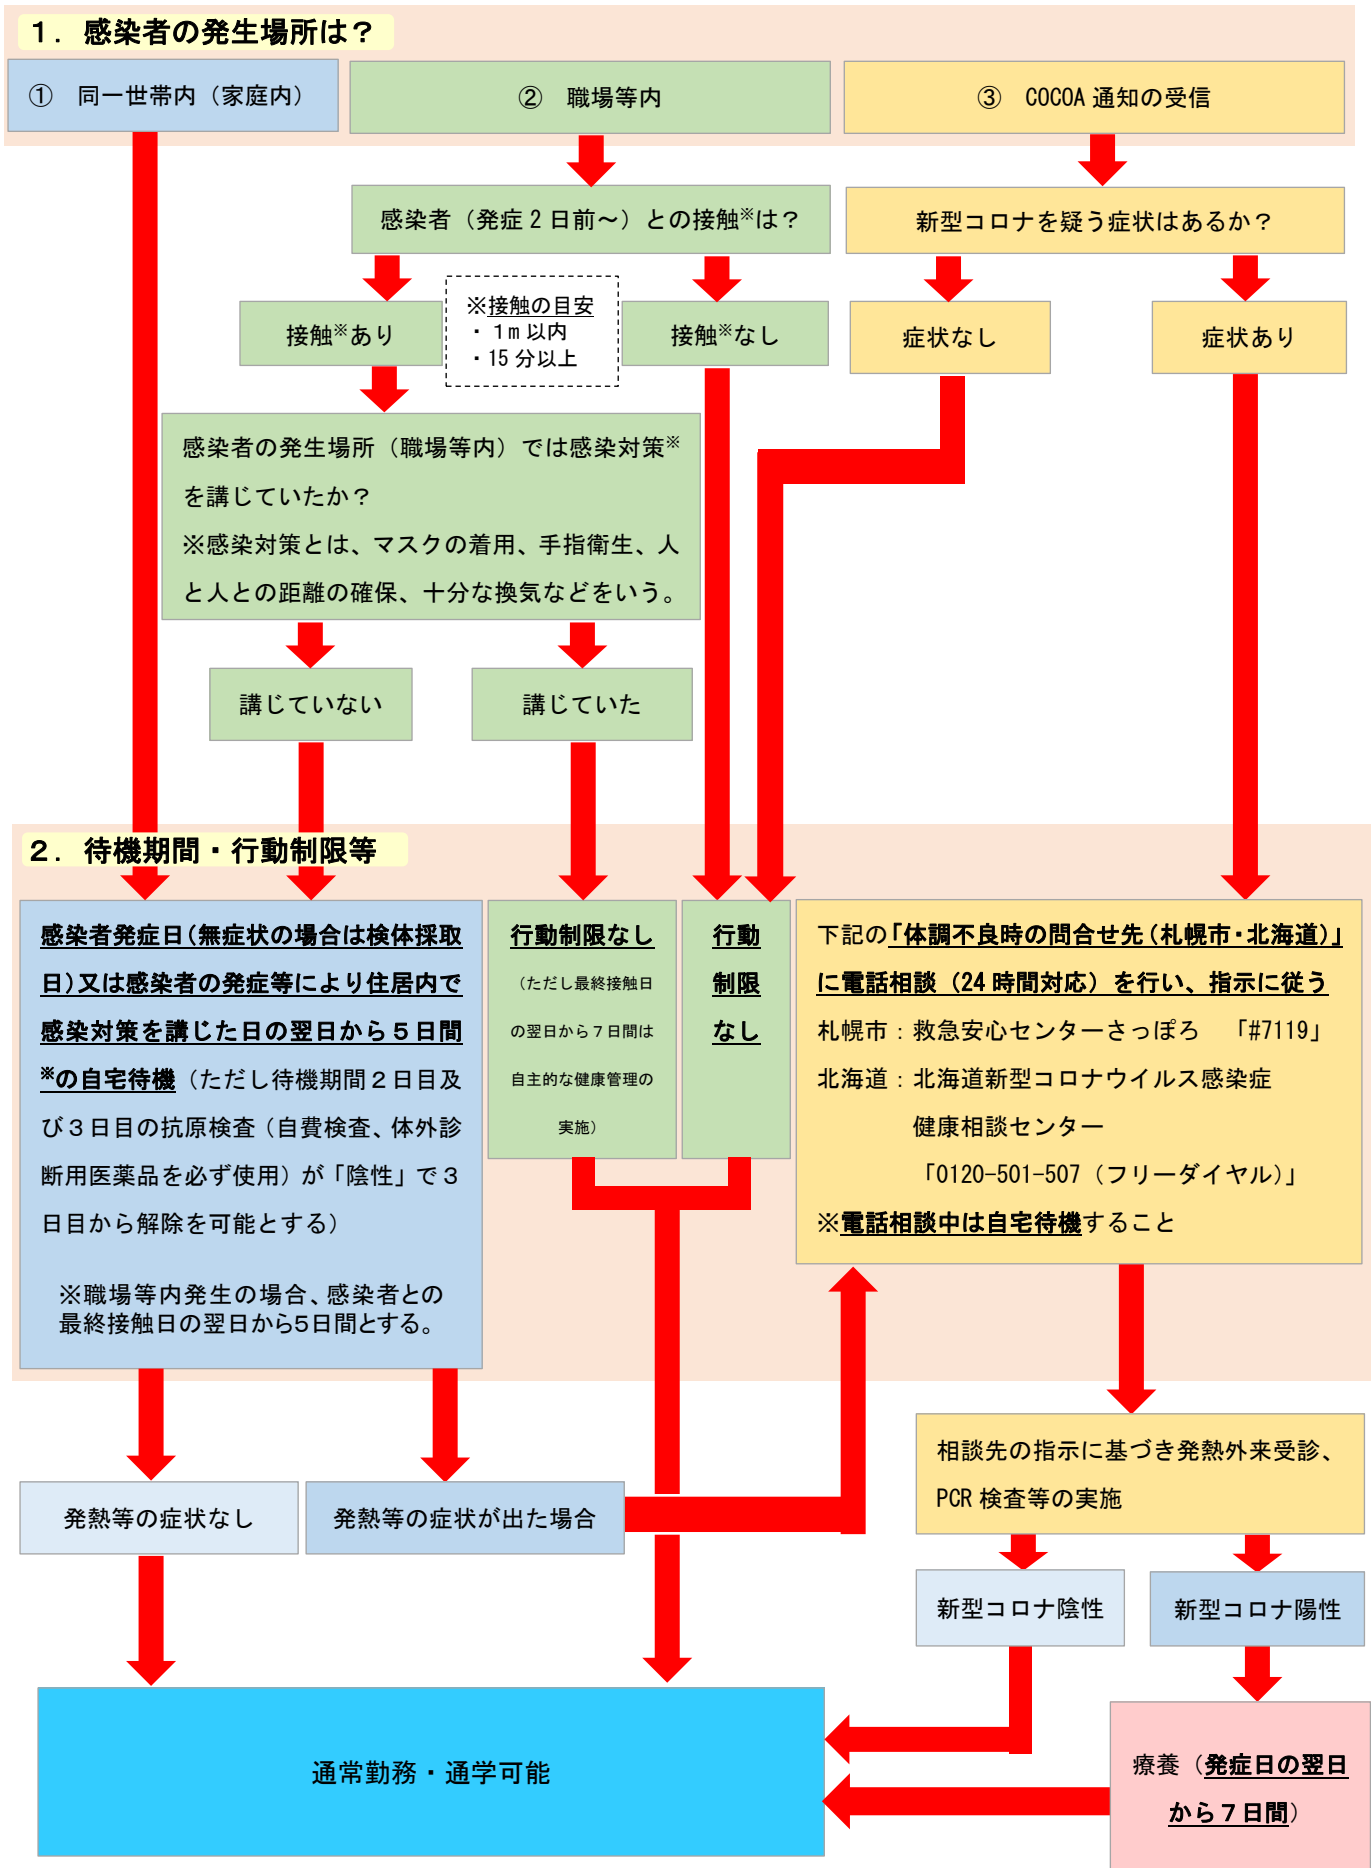 １．感染者の発生場所は？
①　同一世帯内（家庭内）
②　職場等内
③　COCOA 通知の受信
感染者（発症 2 日前～）との接触※は？
新型コロナを疑う症状はあるか？
接触※あり
※接触の目安
・１m 以内
・15 分以上
接触※なし
症状なし
症状あり
感染者の発生場所（職場等内）では感染対策※
を講じていたか？
※感染対策とは、マスクの着用、手指衛生、人
と人との距離の確保、十分な換気などをいう。
講じていない
講じていた
２．待機期間・行動制限等
感染者発症日（無症状の場合は検体採取
日）又は感染者の発症等により住居内で
感染対策を講じた日の翌日から５日間
※の自宅待機（ただし待機期間２日目及
び３日目の抗原検査（自費検査、体外診
断用医薬品を必ず使用）が「陰性」で３
日目から解除を可能とする）
※職場等内発生の場合、感染者との
最終接触日の翌日から5日間とする。
行動制限なし
（ただし最終接触日
の翌日から７日間は
自主的な健康管理の
実施）
行動
制限
なし
下記の「体調不良時の問合せ先（札幌市・北海道）」
に電話相談（24 時間対応）を行い、指示に従う
札幌市：救急安心センターさっぽろ　「#7119」
北海道：北海道新型コロナウイルス感染症
健康相談センター
「0120-501-507（フリーダイヤル）」
※電話相談中は自宅待機すること
相談先の指示に基づき発熱外来受診、
PCR 検査等の実施
発熱等の症状なし
発熱等の症状が出た場合
新型コロナ陰性
新型コロナ陽性
通常勤務・通学可能
療養（発症日の翌日
から７日間）